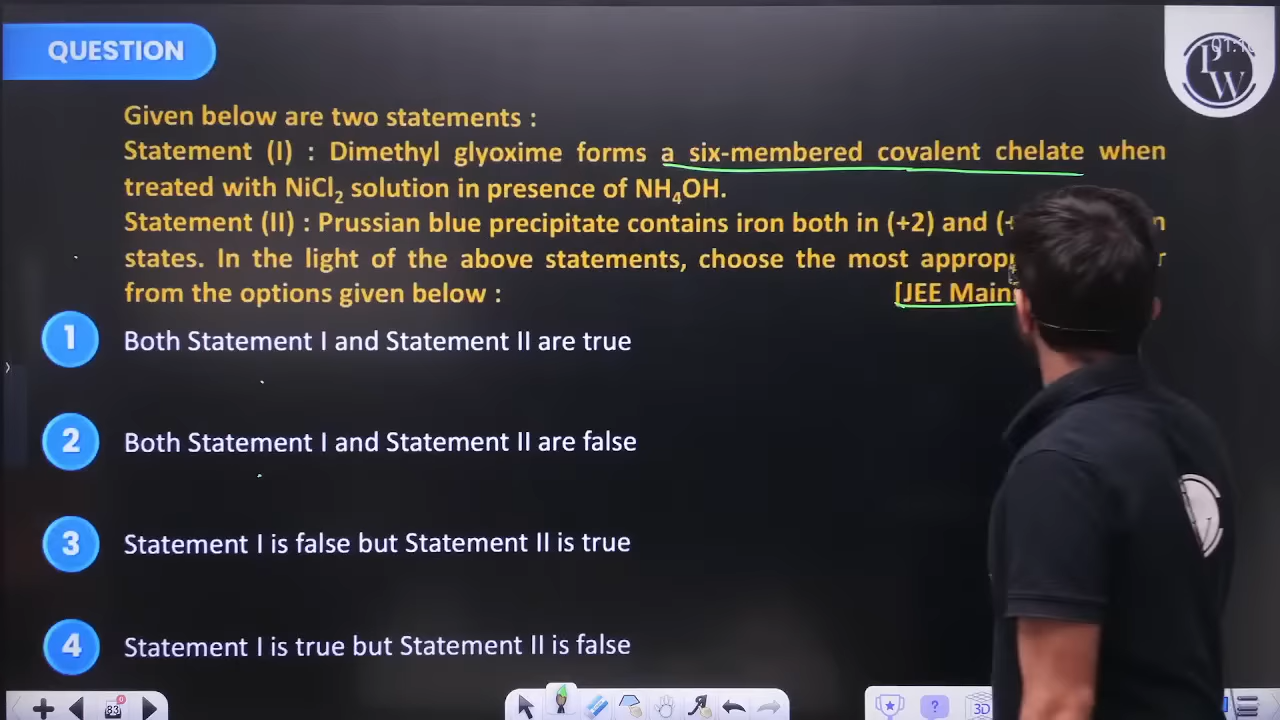 QUESTION
Given below are two statements :
Statement (I) : Dimethyl glyoxime forms a six-membered covalent chelate when
treated with NiCl₂ solution in presence of NH₄OH.
Statement (II) : Prussian blue precipitate contains iron both in (+2) and
states. In the light of the above statements, choose the most
from the options given below : [JEE Main
1 Both Statement I and Statement II are true
2 Both Statement I and Statement II are false
3 Statement I is false but Statement II is true
4 Statement I is true but Statement II is false
P
W
83
?
3D